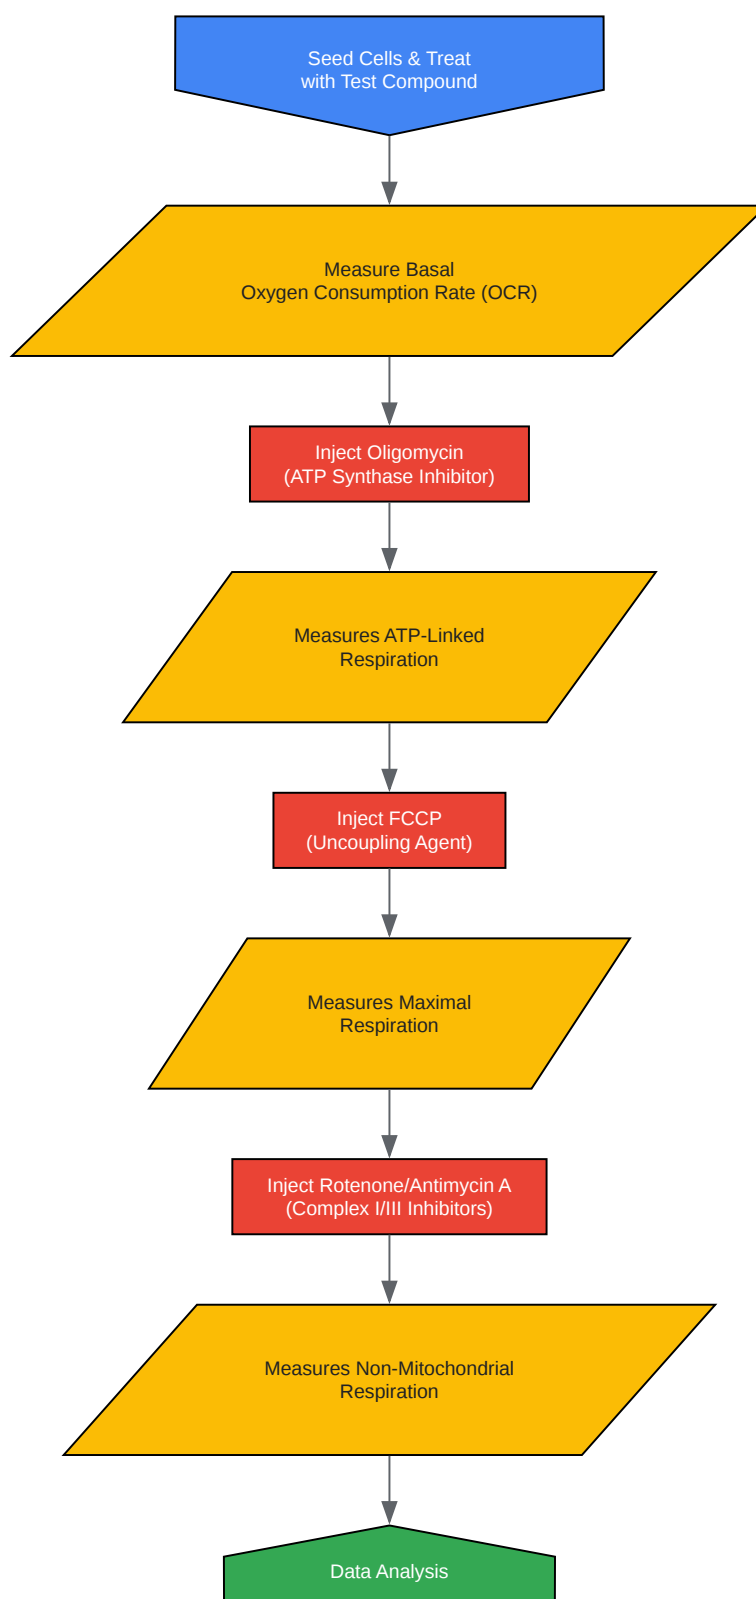 Seed Cells & Treat
with Test Compound
Measure Basal
Oxygen Consumption Rate (OCR)
Inject Oligomycin
(ATP Synthase Inhibitor)
Measures ATP-Linked
Respiration
Inject FCCP
(Uncoupling Agent)
Measures Maximal
Respiration
Inject Rotenone/Antimycin A
(Complex I/III Inhibitors)
Measures Non-Mitochondrial
Respiration
Data Analysis